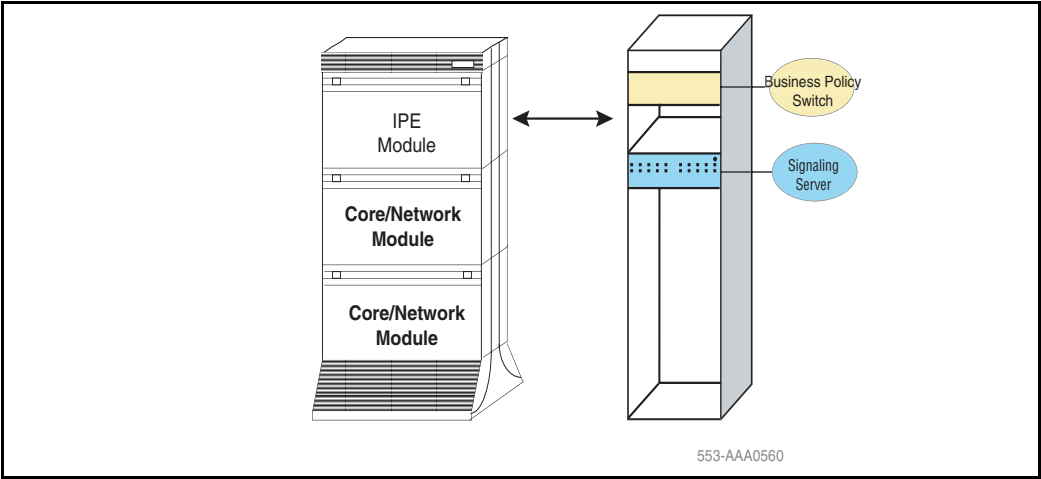 IPE
Module
Core/Network
Module
Core/Network
Module
Business Policy
Switch
Signaling
Server
553-AAA0560